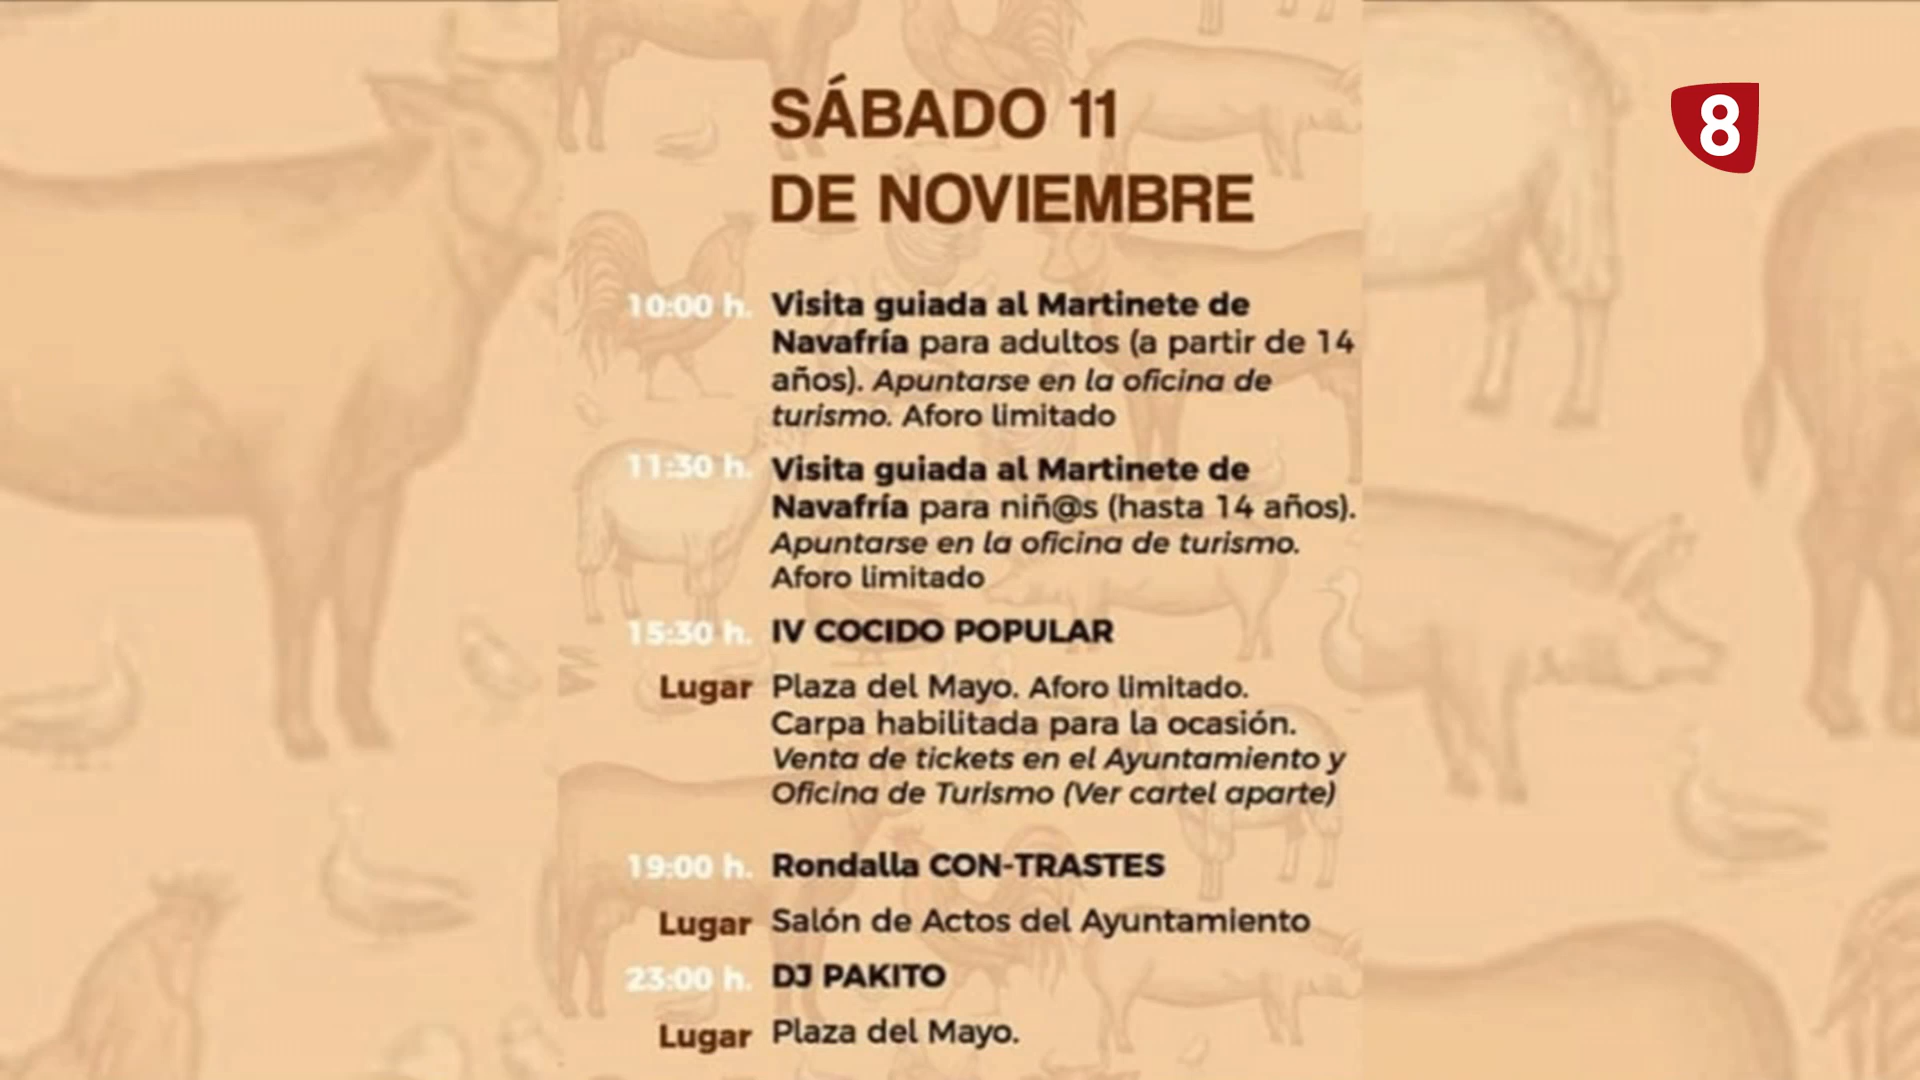 SÁBADO 11
DE NOVIEMBRE
8
10:00 h. Visita guiada al Martinete de
Navafría para adultos (a partir de 14
años). Apuntarse en la oficina de
turismo. Aforo limitado
11:30 h. Visita guiada al Martinete de
Navafría para niñ@s (hasta 14 años).
Apuntarse en la oficina de turismo.
Aforo limitado
15:30 h. IV COCIDO POPULAR
Lugar Plaza del Mayo. Aforo limitado.
Carpa habilitada para la ocasión.
Venta de tickets en el Ayuntamiento y
Oficina de Turismo (Ver cartel aparte)
19:00 h. Rondalla CON-TRASTES
Lugar Salón de Actos del Ayuntamiento
23:00 h. DJ PAKITO
Lugar Plaza del Mayo.